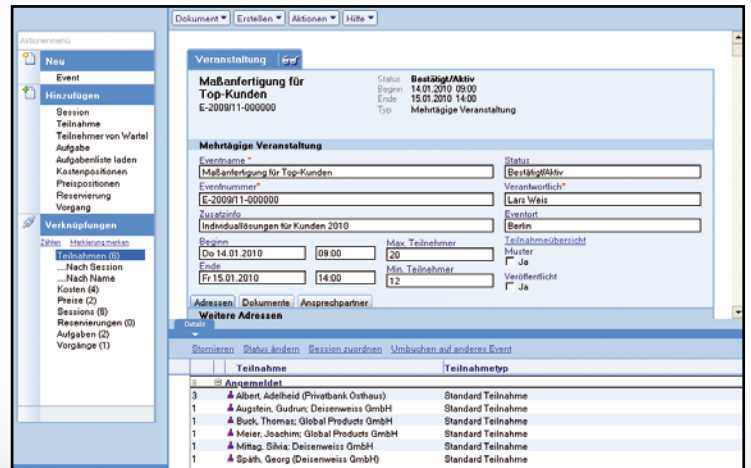 Dokument Erstellen Aktionen Hilfe
Aktionenmenü
Neu
Event
Hinzufügen
Session
Teilnahme
Teilnehmer von Wartel
Aufgabe
Aufgabenliste laden
Kostenpositionen
Preispositionen
Reservierung
Vorgang
Verknüpfungen
Zählen Markierung merken
Teilnahmen (6)
...Nach Session
...Nach Name
Kosten (4)
Preise (2)
Sessions (8)
Reservierungen (0)
Aufgaben (2)
Vorgänge (1)
Veranstaltung
Maßanfertigung für
Top-Kunden
E-2009/11-000000
Status Bestätigt/Aktiv
Beginn 14.01.2010 09:00
Ende 15.01.2010 14:00
Typ Mehrtägige Veranstaltung
Mehrtägige Veranstaltung
Eventname * Status
Maßanfertigung für Top-Kunden Bestätigt/Aktiv
Eventnummer* Verantwortlich*
E-2009/11-000000 Lars Weis
Zusatzinfo Eventort
Individuallösungen für Kunden 2010 Berlin
Beginn Max. Teilnehmer Teilnahmeübersicht
Do 14.01.2010 09:00 20 Muster
Ja
Ende Min. Teilnehmer Veröffentlicht
Fr 15.01.2010 14:00 12 Ja
Adressen Dokumente Ansprechpartner
Weitere Adressen
Details
Stornieren Status ändern Session zuordnen Umbuchen auf anderes Event
Teilnahme Teilnahmetyp
8 Angemeldet
3 Albert, Adelheid (Privatbank Osthaus) Standard Teilnahme
1 Augstein, Gudrun; Deisenweiss GmbH Standard Teilnahme
1 Buck, Thomas; Global Products GmbH Standard Teilnahme
1 Meier, Joachim; Global Products GmbH Standard Teilnahme
1 Mittag, Silvia; Deisenweiss GmbH Standard Teilnahme
1 Späth, Georg (Deisenweiss GmbH) Standard Teilnahme